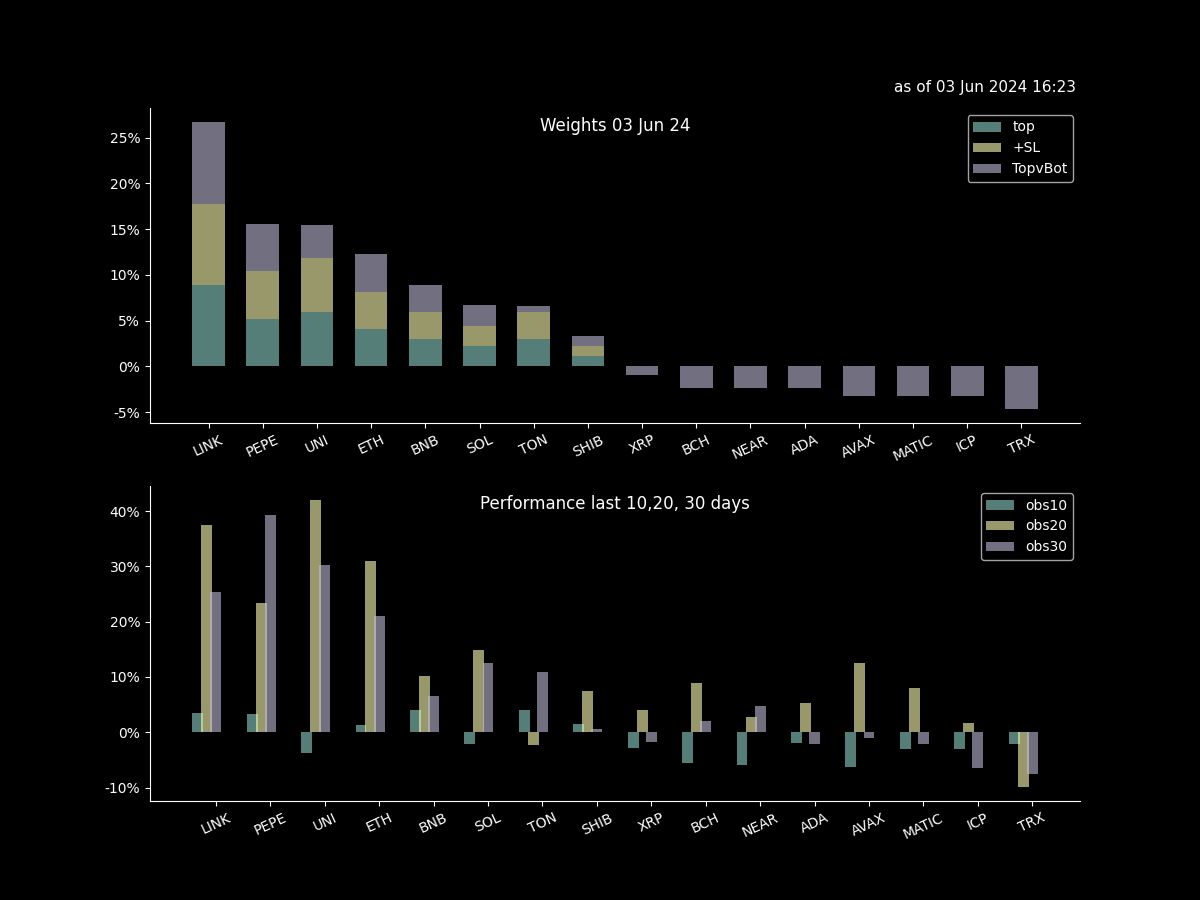 as of 03 Jun 2024 16:23
Weights 03 Jun 24
top
+SL
TopvBot
25%
20%
15%
10%
5%
0%
-5%
LINK PEPE UNI ETH BNB SOL TON SHIB XRP BCH NEAR ADA AVAX MATIC ICP TRX
Performance last 10,20, 30 days
obs10
obs20
obs30
40%
30%
20%
10%
0%
-10%
LINK PEPE UNI ETH BNB SOL TON SHIB XRP BCH NEAR ADA AVAX MATIC ICP TRX